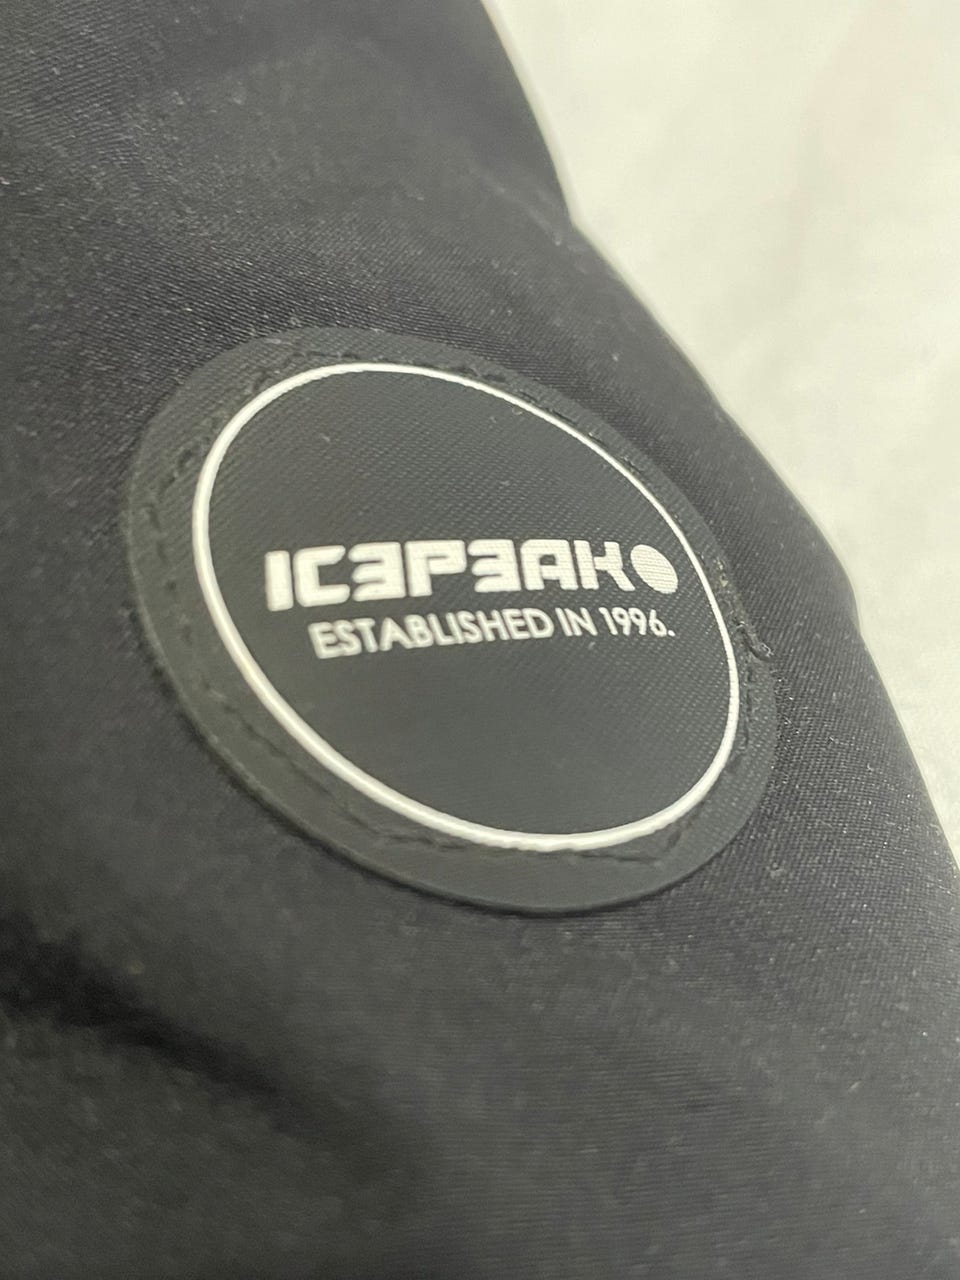 ICEPEAK
ESTABLISHED IN 1996.